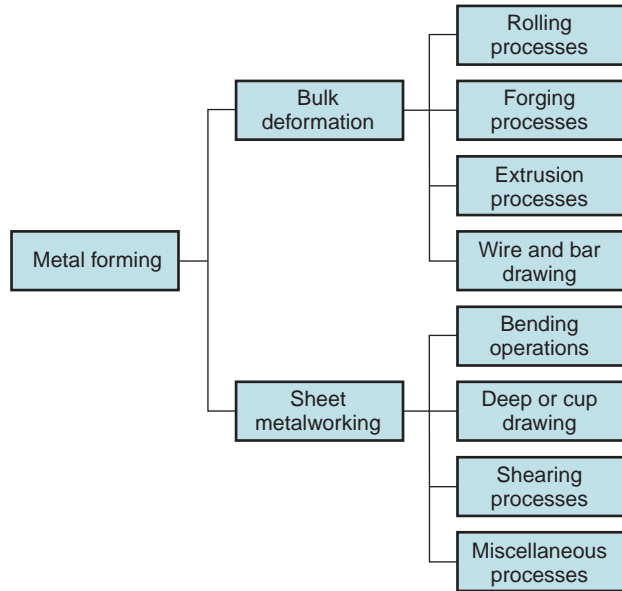 Metal forming
Bulk
deformation
Rolling
processes
Forging
processes
Extrusion
processes
Wire and bar
drawing
Sheet
metalworking
Bending
operations
Deep or cup
drawing
Shearing
processes
Miscellaneous
processes